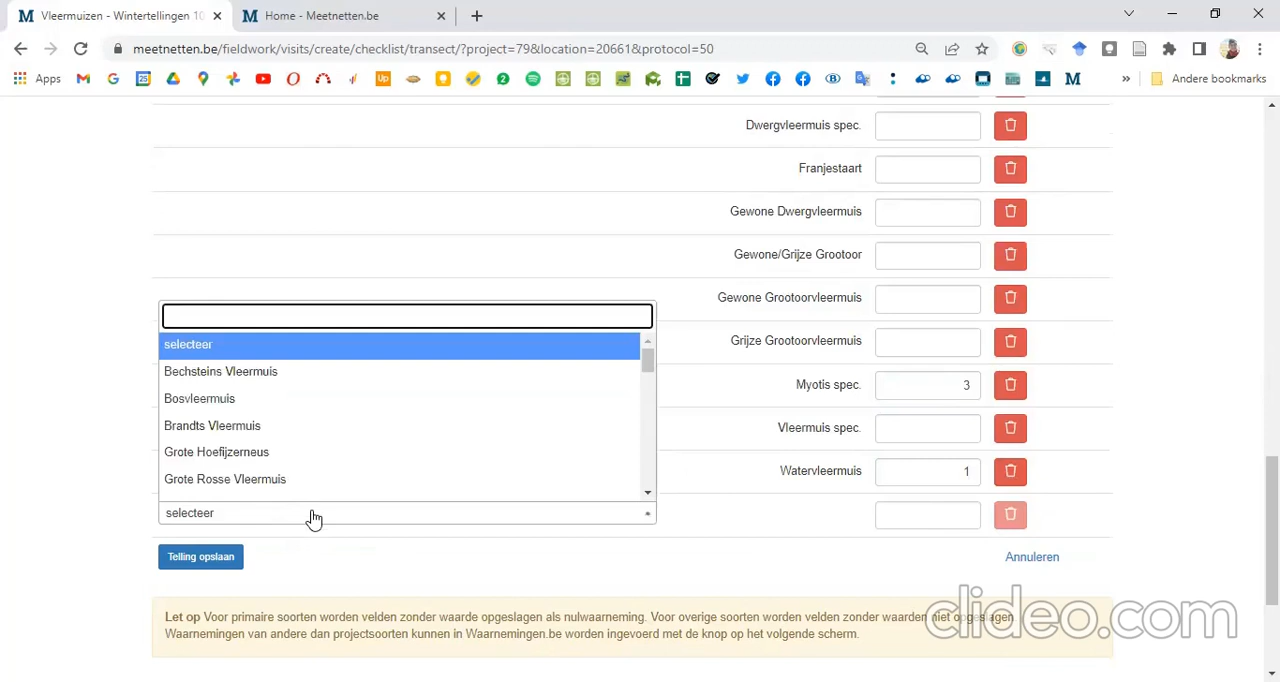 Vleermuizen - Wintertellingen 10
Home - Meetnetten.be
meetnetten.be/fieldwork/visits/create/checklist/transect/?project=79&location=20661&protocol=50
Apps
Andere bookmarks
Dwergvleermuis spec.
Franjestaart
Gewone Dwergvleermuis
Gewone/Grijze Grootoor
Gewone Grootoorvleermuis
Grijze Grootoorvleermuis
Myotis spec. 3
Vleermuis spec.
Watervleermuis 1
selecteer
Bechsteins Vleermuis
Bosvleermuis
Brandts Vleermuis
Grote Hoefijzerneus
Grote Rosse Vleermuis
selecteer
Telling opslaan
Annuleren
Let op Voor primaire soorten worden velden zonder waarde opgeslagen als nulwaarneming. Voor overige soorten worden velden zonder waarden niet opgeslagen.
Waarnemingen van andere dan projectsoorten kunnen in Waarnemingen.be worden ingevoerd met de knop op het volgende scherm.
clideo.com